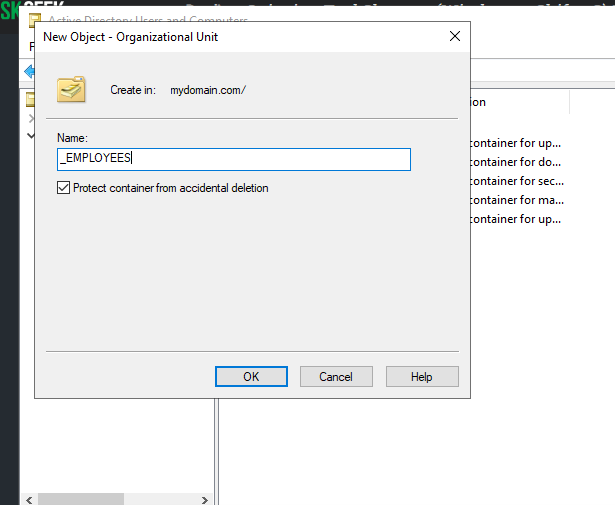 SK EEK
Active Directory Users and Computers
New Object - Organizational Unit
Create in: mydomain.com/
Name:
_EMPLOYEES
Protect container from accidental deletion
OK Cancel Help
ion
container for up...
container for do...
container for sec...
container for ma...
container for up...